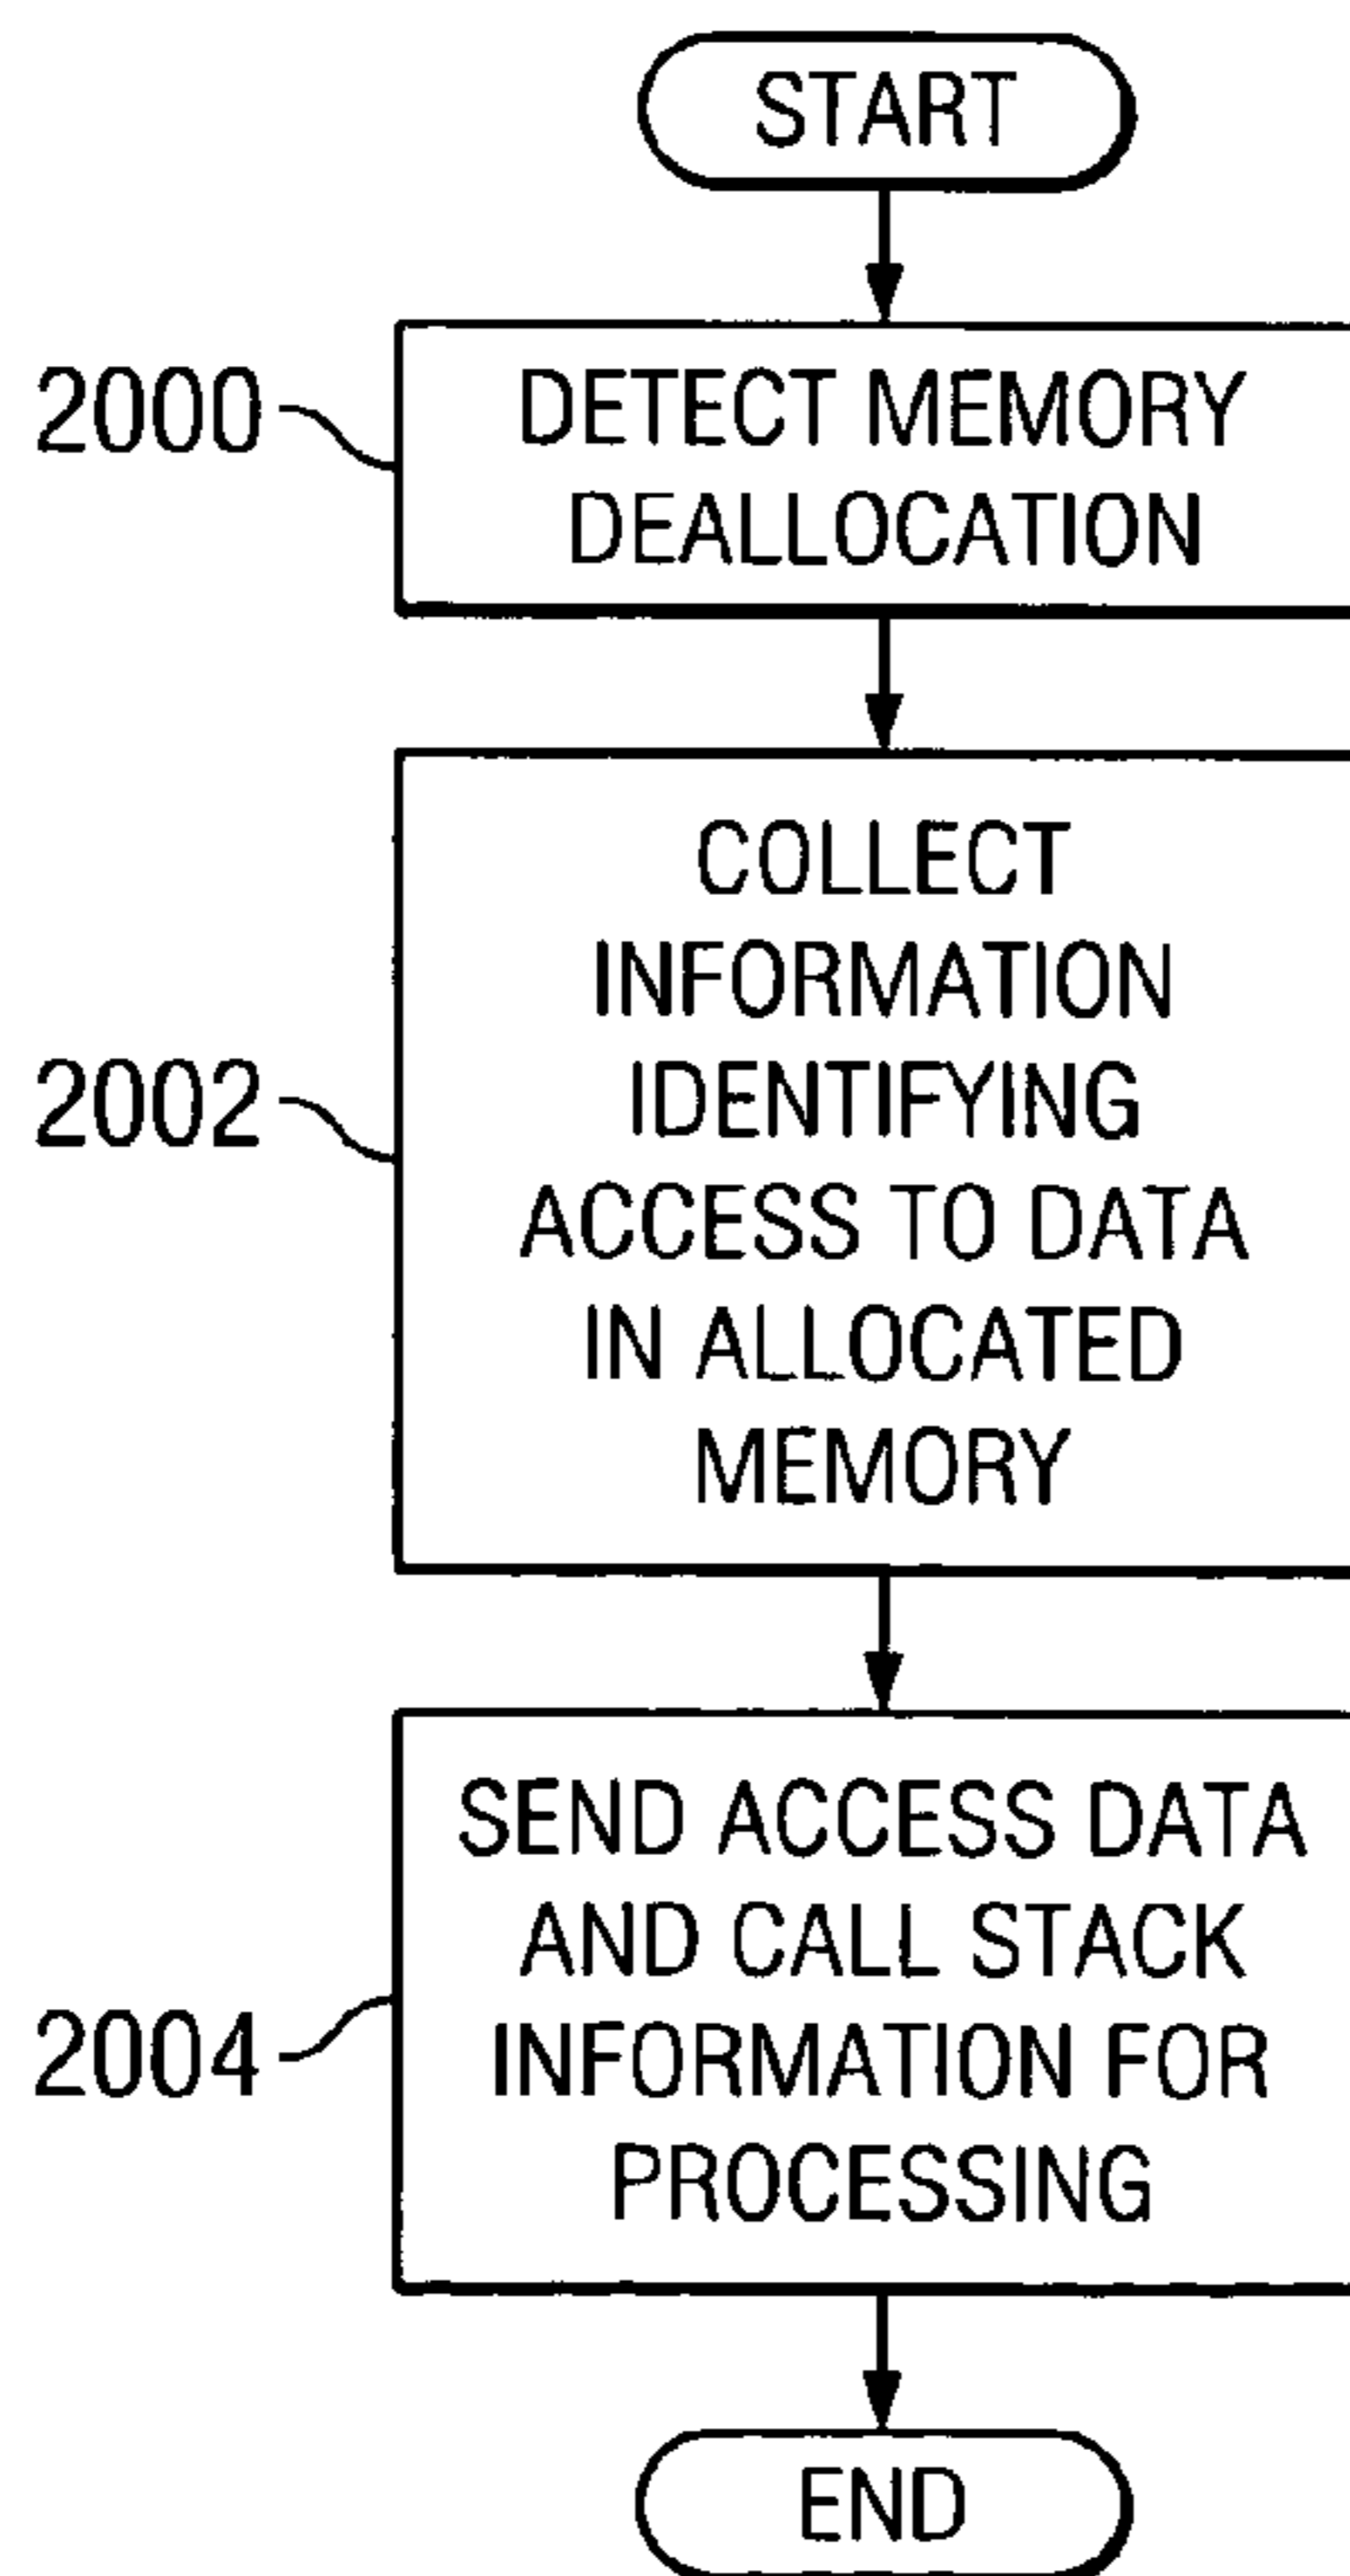 START
2000
DETECT MEMORY
DEALLOCATION
2002
COLLECT
INFORMATION
IDENTIFYING
ACCESS TO DATA
IN ALLOCATED
MEMORY
2004
SEND ACCESS DATA
AND CALL STACK
INFORMATION FOR
PROCESSING
END